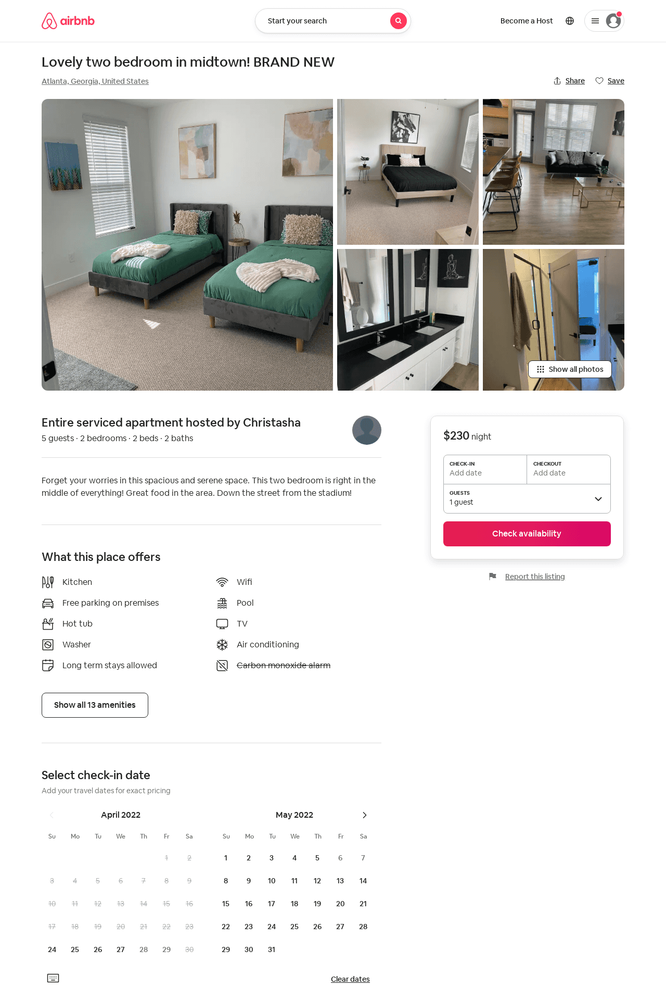 airbnb
Start your search
Become a Host
Lovely two bedroom in midtown! BRAND NEW
Atlanta, Georgia, United States
Share
Save
Show all photos
Entire serviced apartment hosted by Christasha
5 guests · 2 bedrooms · 2 beds · 2 baths
Forget your worries in this spacious and serene space. This two bedroom is right in the
middle of everything! Great food in the area. Down the street from the stadium!
$230 night
CHECK-IN
Add date
CHECKOUT
Add date
GUESTS
1 guest
Check availability
Report this listing
What this place offers
Kitchen
Wifi
Free parking on premises
Pool
Hot tub
TV
Washer
Air conditioning
Long term stays allowed
Carbon monoxide alarm
Show all 13 amenities
Select check-in date
Add your travel dates for exact pricing
April 2022
Su Mo Tu We Th Fr Sa
1 2
3 4 5 6 7 8 9
10 11 12 13 14 15 16
17 18 19 20 21 22 23
24 25 26 27 28 29 30
May 2022
Su Mo Tu We Th Fr Sa
1 2 3 4 5 6 7
8 9 10 11 12 13 14
15 16 17 18 19 20 21
22 23 24 25 26 27 28
29 30 31
Clear dates